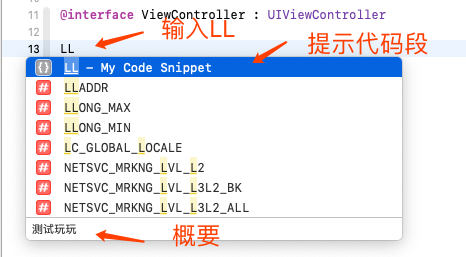 10
11 @interface ViewController : UIViewController
输入LL
12
提示代码段
13 LL
{} LL – My Code Snippet
# LLADDR
# LLONG_MAX
# LLONG_MIN
# LC_GLOBAL_LOCALE
# NETSVC_MRKNG_LVL_L2
# NETSVC_MRKNG_LVL_L3L2_BK
# NETSVC_MRKNG_LVL_L3L2_ALL
测试玩玩
概要